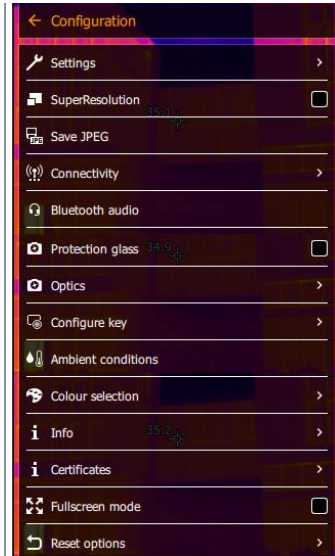 Configuration
Settings
SuperResolution
35.1
Save JPEG
Connectivity
Bluetooth audio
Protection glass
34.9
Optics
Configure key
Ambient conditions
Colour selection
Info
35.2
Certificates
Fullscreen mode
Reset options